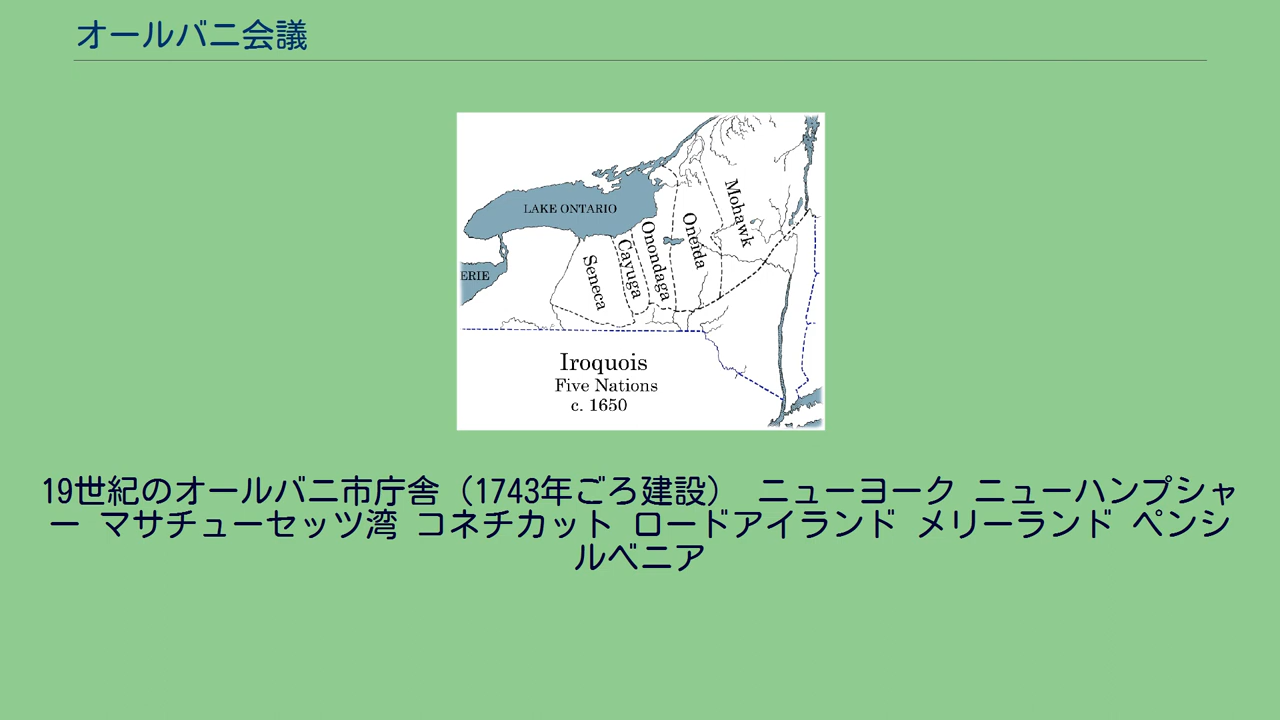 オールバニ会議
LAKE ONTARIO
ERIE
Seneca
Cayuga
Onondaga
Oneida
Mohawk
Iroquois
Five Nations
c. 1650
19世紀のオールバニ市庁舎（1743年ごろ建設） ニューヨーク ニューハンプシャ
ー マサチューセッツ湾 コネチカット ロードアイランド メリーランド ペンシ
ルベニア